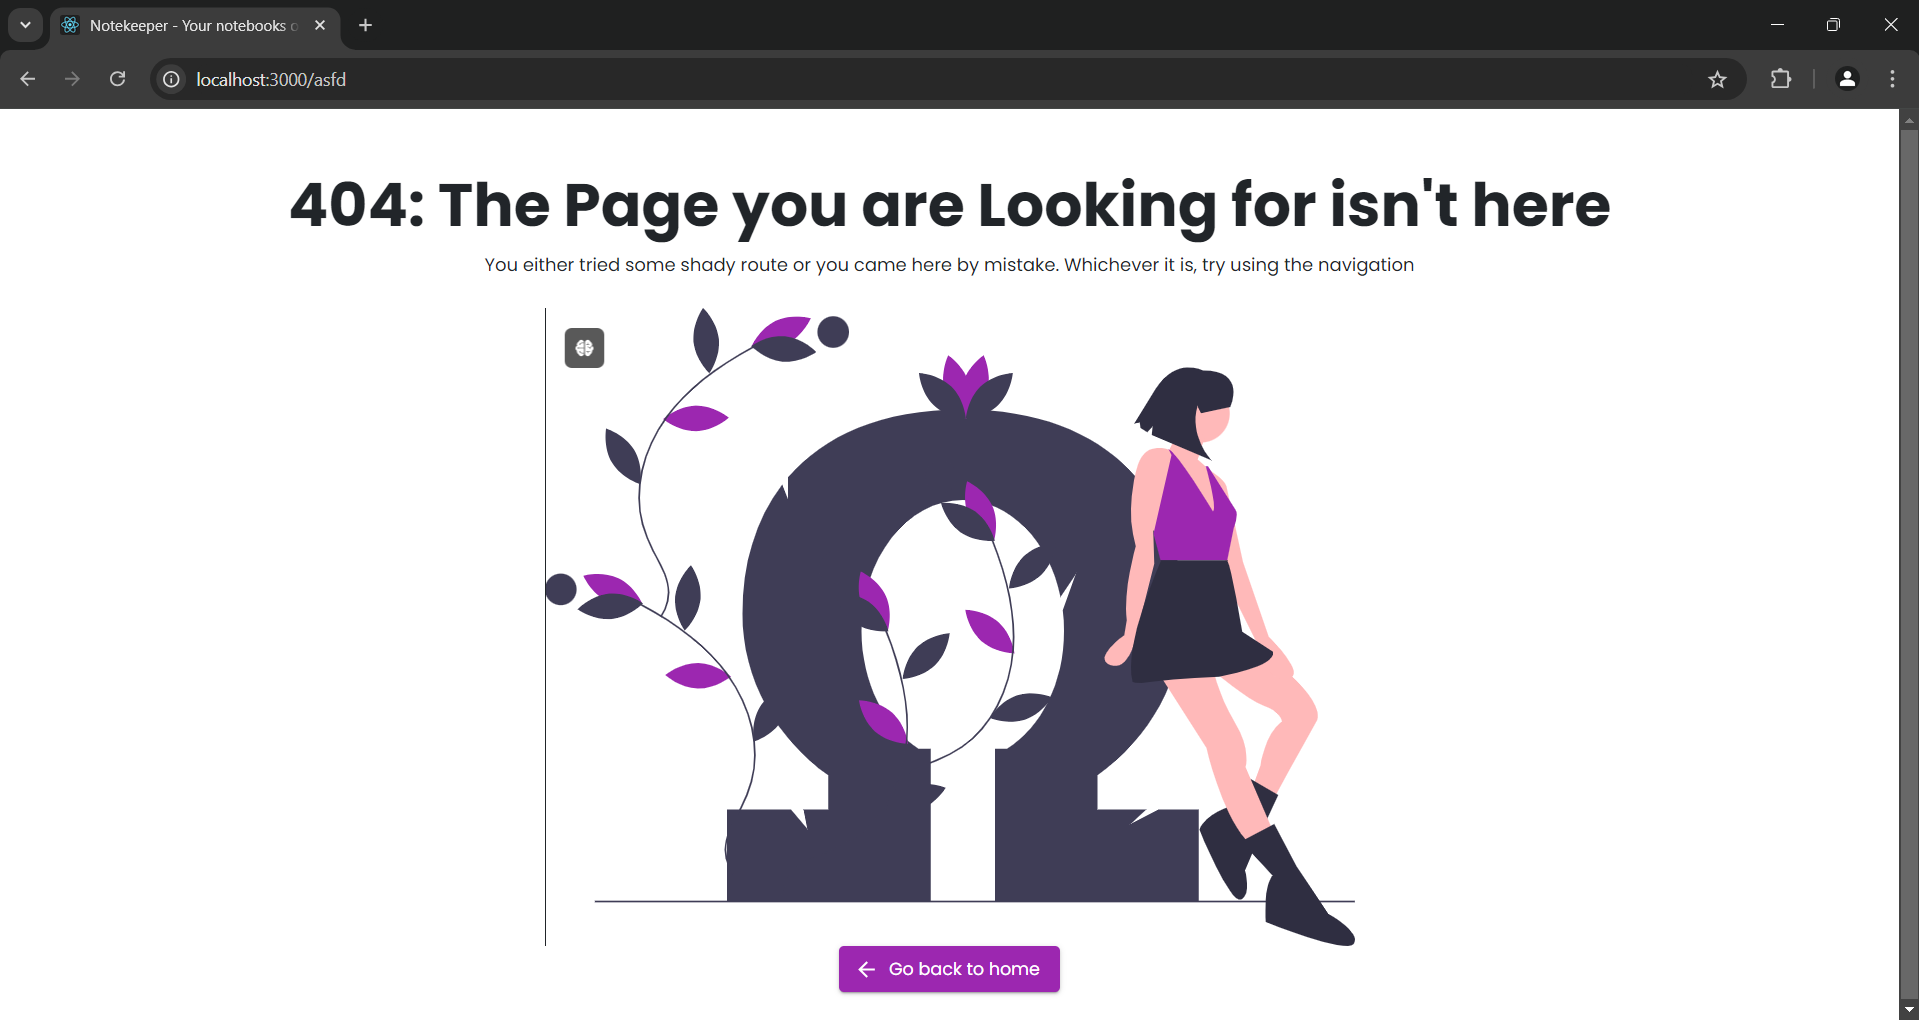 Notekeeper - Your notebooks
localhost:3000/asfd
404: The Page you are Looking for isn't here
You either tried some shady route or you came here by mistake. Whichever it is, try using the navigation
Go back to home